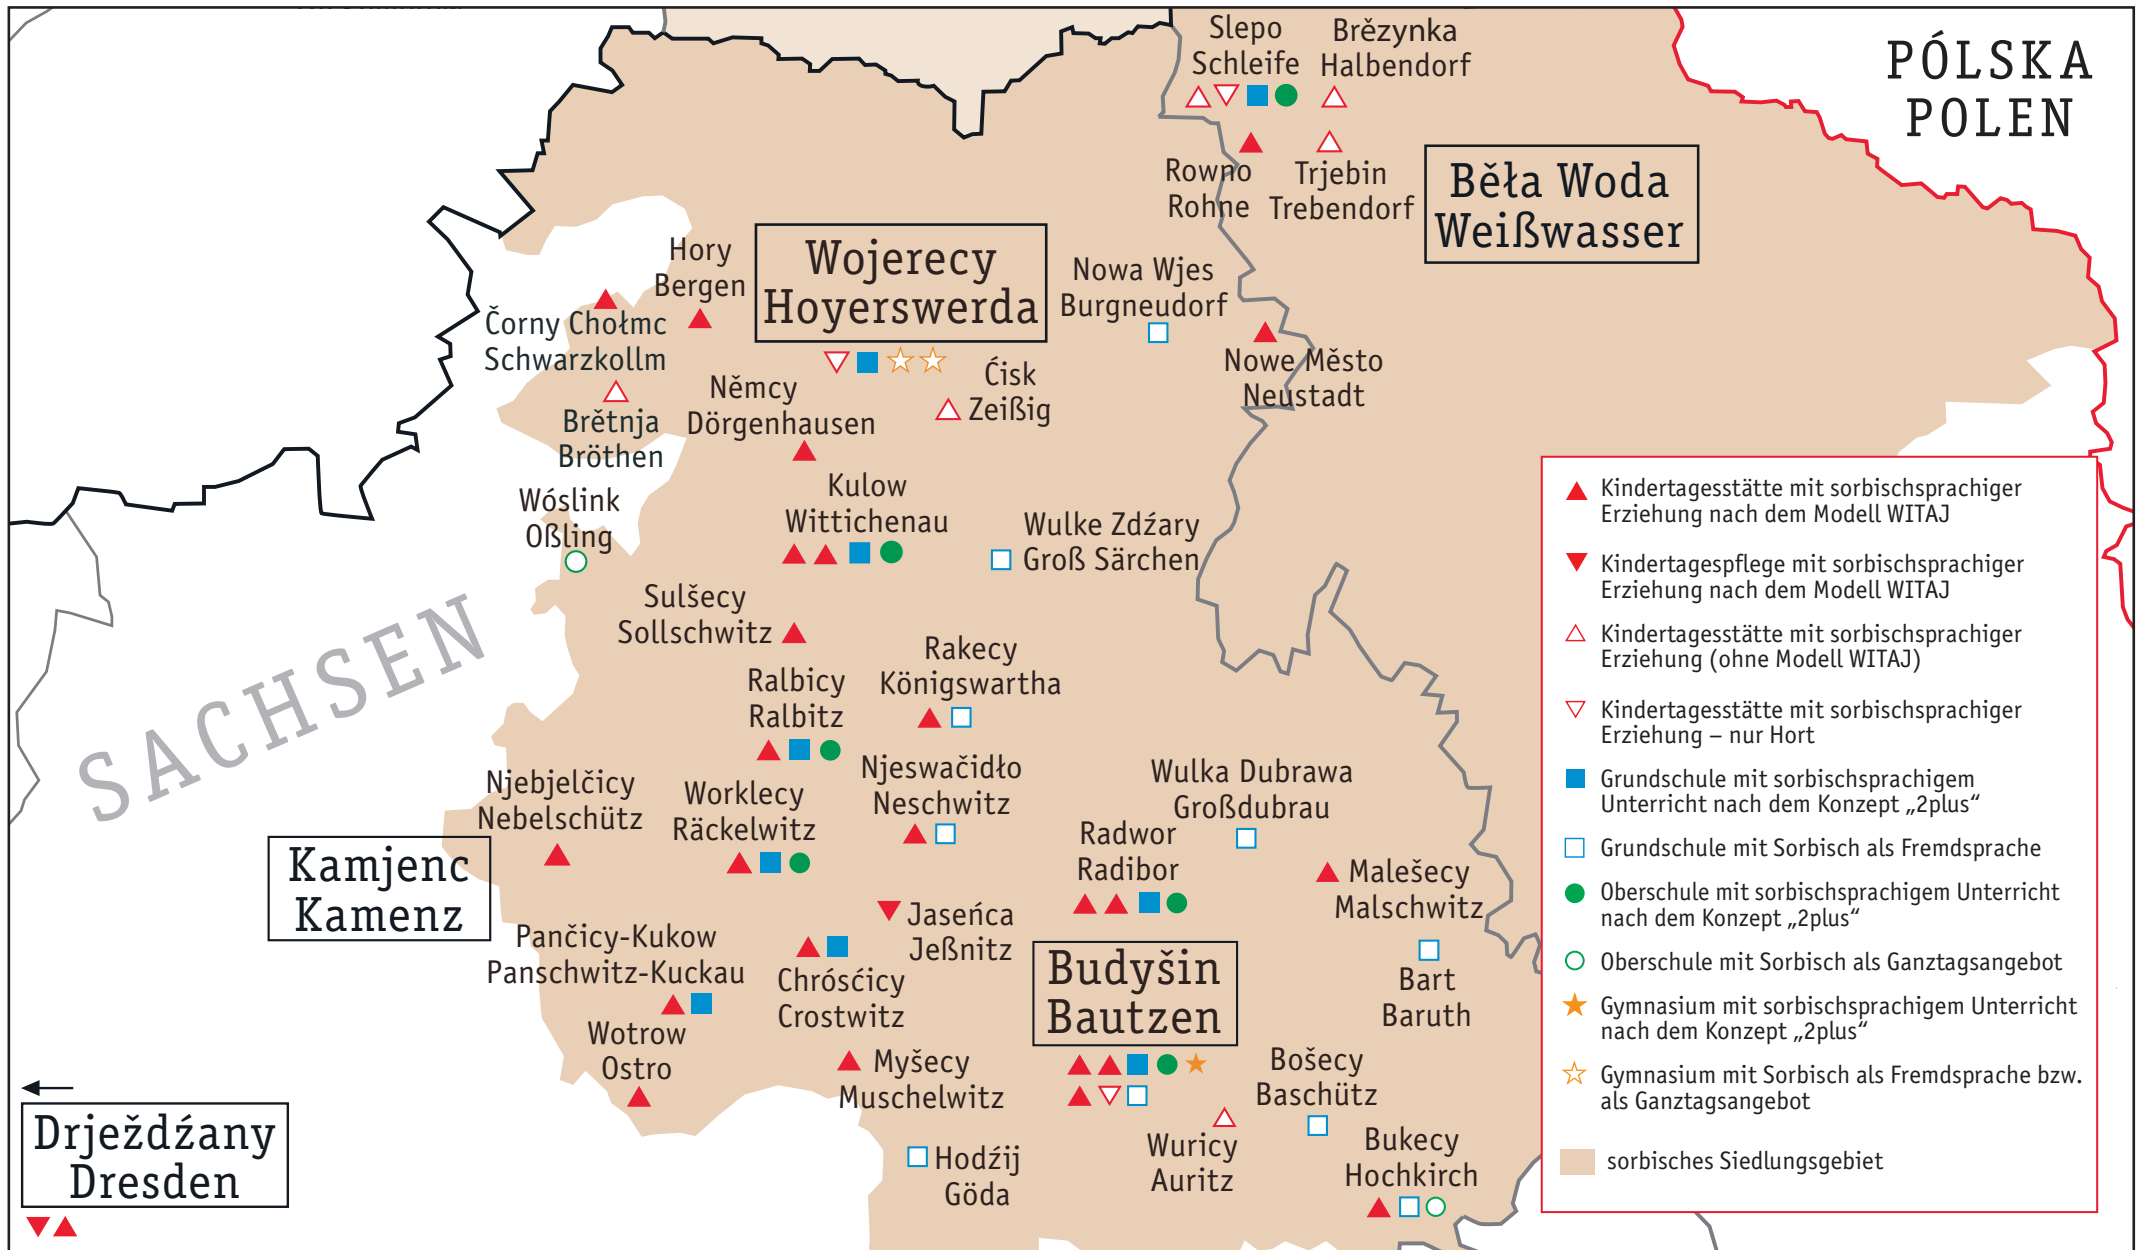 Slepo
Schleife
Brězynka
Halbendorf
PÓLSKA
POLEN
Rowno
Rohne
Trjebin
Trebendorf
Běła Woda
Weißwasser
Hory
Bergen
Wojerecy
Hoyerswerda
Nowa Wjes
Burgneudorf
Čorny Chołmc
Schwarzkollm
Nowe Město
Neustadt
Němcy
Dörgenhausen
Ćisk
Zeißig
Brětnja
Bröthen
Wóslink
Oßling
Kulow
Wittichenau
Wulke Zdźary
Groß Särchen
SACHSEN
Sulšecy
Sollschwitz
Rakecy
Königswartha
Ralbicy
Ralbitz
Njebjelčicy
Nebelschütz
Worklecy
Räckelwitz
Njeswačidło
Neschwitz
Wulka Dubrawa
Großdubrau
Radwor
Radibor
Malešecy
Malschwitz
Kamjenc
Kamenz
Jaseńca
Jeßnitz
Pančicy-Kukow
Panschwitz-Kuckau
Chrósćicy
Crostwitz
Budyšin
Bautzen
Bart
Baruth
Wotrow
Ostro
Myšecy
Muschelwitz
Bošecy
Baschütz
Drježdźany
Dresden
Hodźij
Göda
Wuricy
Auritz
Bukecy
Hochkirch
Kindertagesstätte mit sorbischsprachiger
Erziehung nach dem Modell WITAJ
Kindertagespflege mit sorbischsprachiger
Erziehung nach dem Modell WITAJ
Kindertagesstätte mit sorbischsprachiger
Erziehung (ohne Modell WITAJ)
Kindertagesstätte mit sorbischsprachiger
Erziehung – nur Hort
Grundschule mit sorbischsprachigem
Unterricht nach dem Konzept „2plus“
Grundschule mit Sorbisch als Fremdsprache
Oberschule mit sorbischsprachigem Unterricht
nach dem Konzept „2plus“
Oberschule mit Sorbisch als Ganztagsangebot
Gymnasium mit sorbischsprachigem Unterricht
nach dem Konzept „2plus“
Gymnasium mit Sorbisch als Fremdsprache bzw.
als Ganztagsangebot
sorbisches Siedlungsgebiet